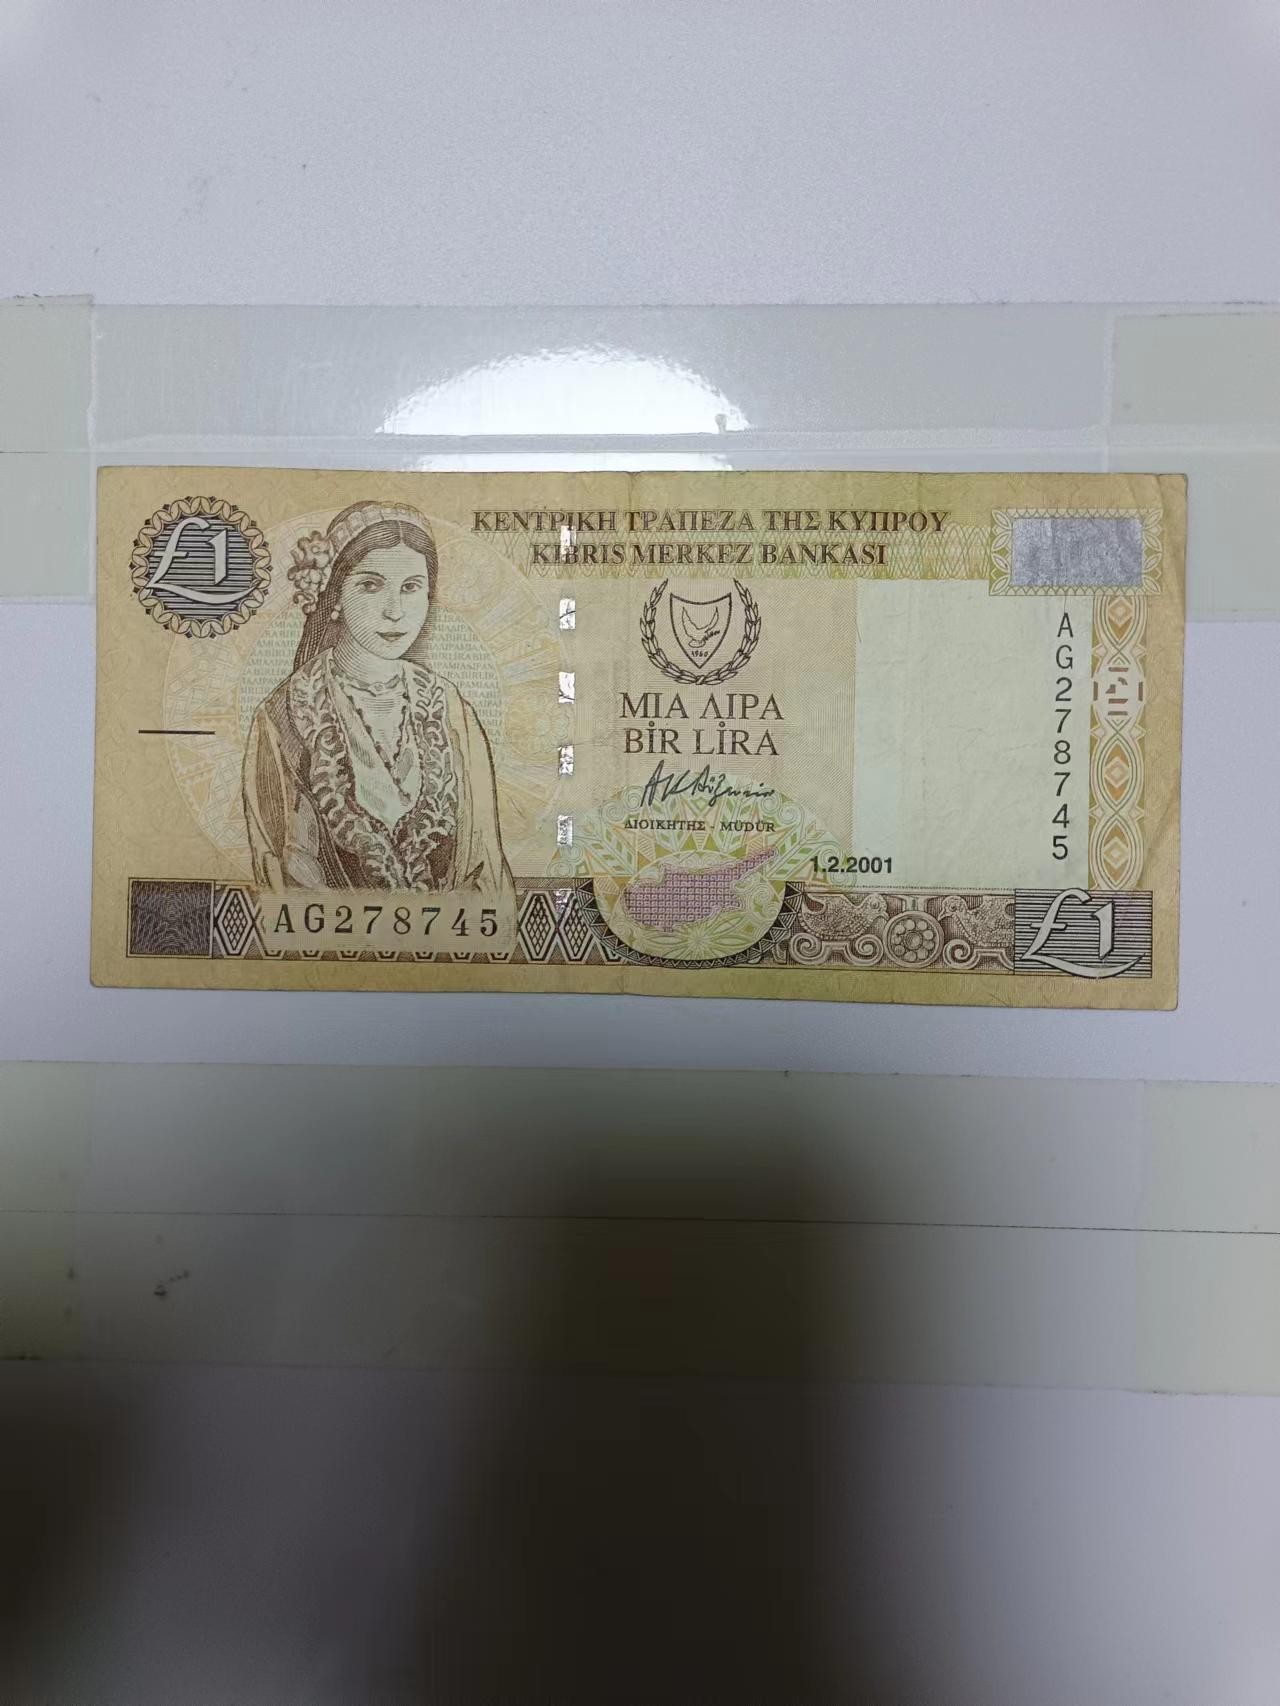 £1
ΚΕΝΤΡΙΚΗ ΤΡΑΠΕΖΑ ΤΗΣ ΚΥΠΡΟΥ
KIBRIS MERKEZ BANKASI
1960
ΜΙΑ ΛΙΡΑ
BİR LİRA
ΔΙΟΙΚΗΤΗΣ - MÜDÜR
1.2.2001
AG278745
AG278745
£1